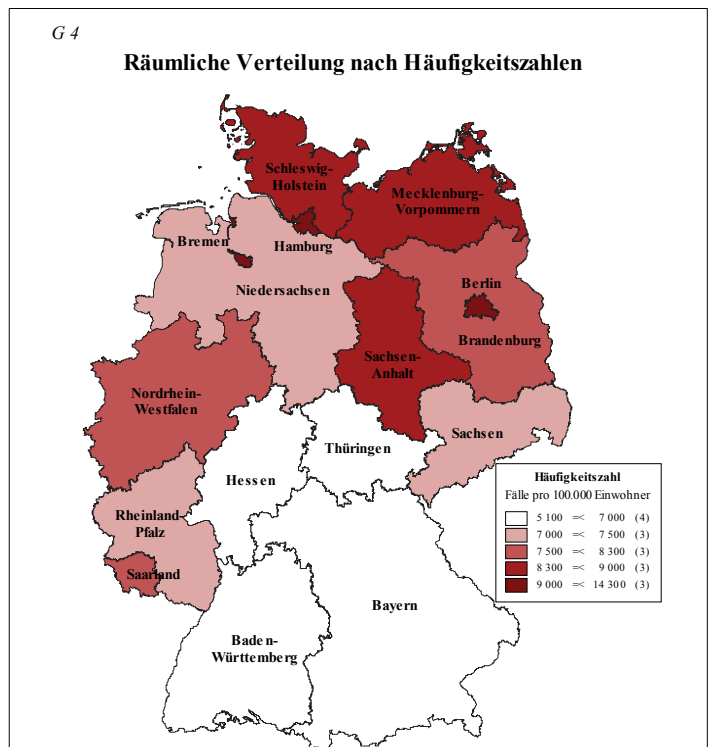 G 4
Räumliche Verteilung nach Häufigkeitszahlen
Schleswig-
Holstein
Mecklenburg-
Vorpommern
Bremen
Hamburg
Niedersachsen
Berlin
Brandenburg
Sachsen-
Anhalt
Nordrhein-
Westfalen
Sachsen
Thüringen
Hessen
Rheinland-
Pfalz
Saarland
Bayern
Baden-
Württemberg
Häufigkeitszahl
Fälle pro 100.000 Einwohner
5 100 =< 7 000 (4)
7 000 =< 7 500 (3)
7 500 =< 8 300 (3)
8 300 =< 9 000 (3)
9 000 =< 14 300 (3)